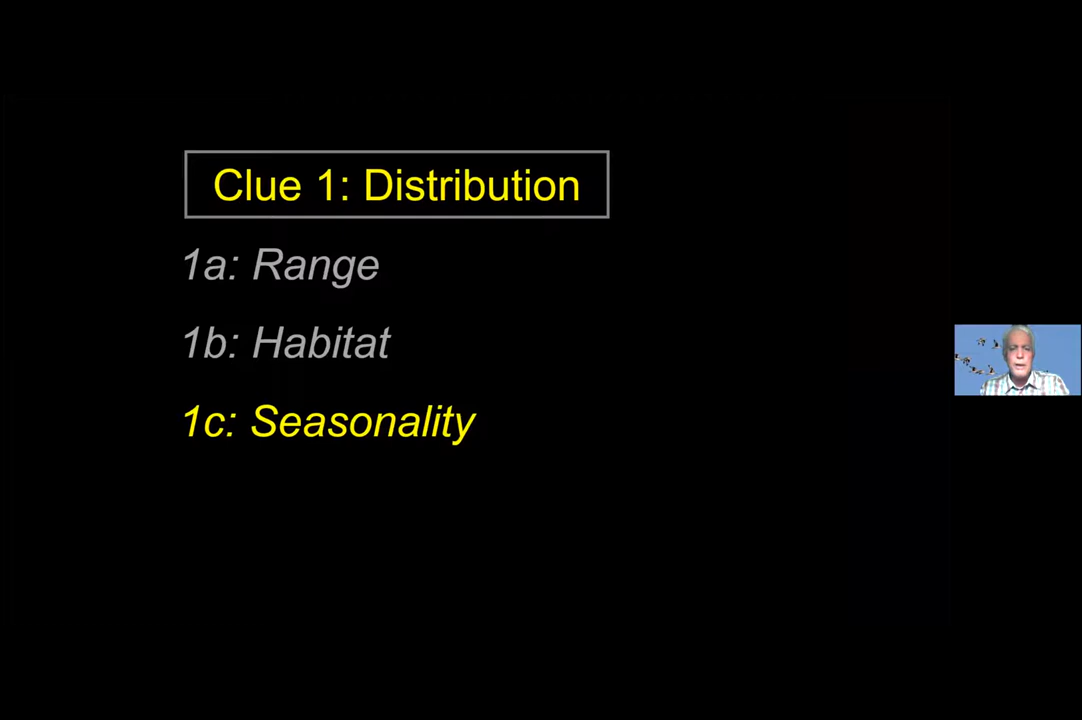 Clue 1: Distribution
1a: Range
1b: Habitat
1c: Seasonality